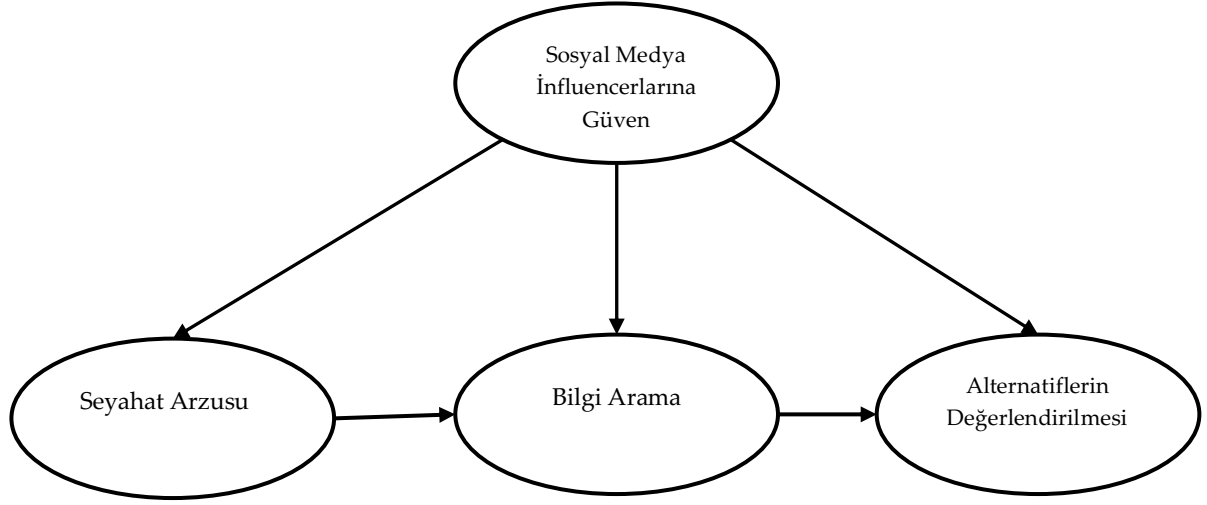 Sosyal Medya
İnfluencerlarına
Güven
Seyahat Arzusu
Bilgi Arama
Alternatiflerin
Değerlendirilmesi